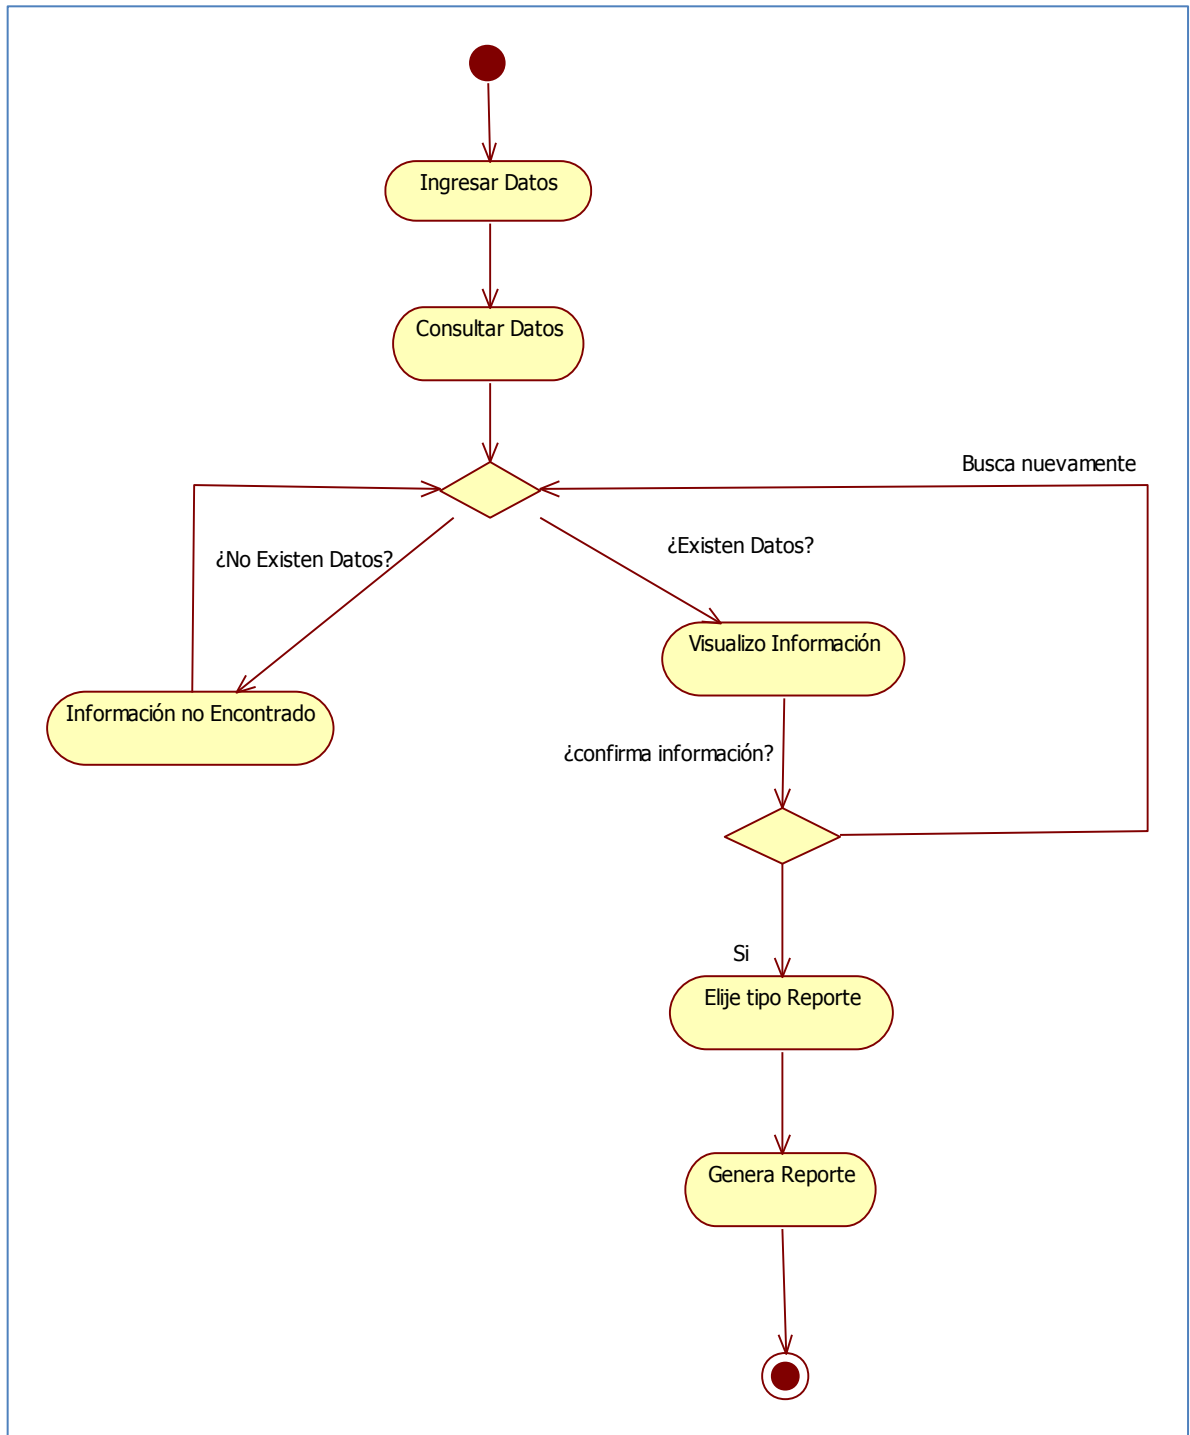 Ingresar Datos
Consultar Datos
Busca nuevamente
¿No Existen Datos?
¿Existen Datos?
Visualizo Información
Información no Encontrado
¿confirma información?
Si
Elije tipo Reporte
Genera Reporte